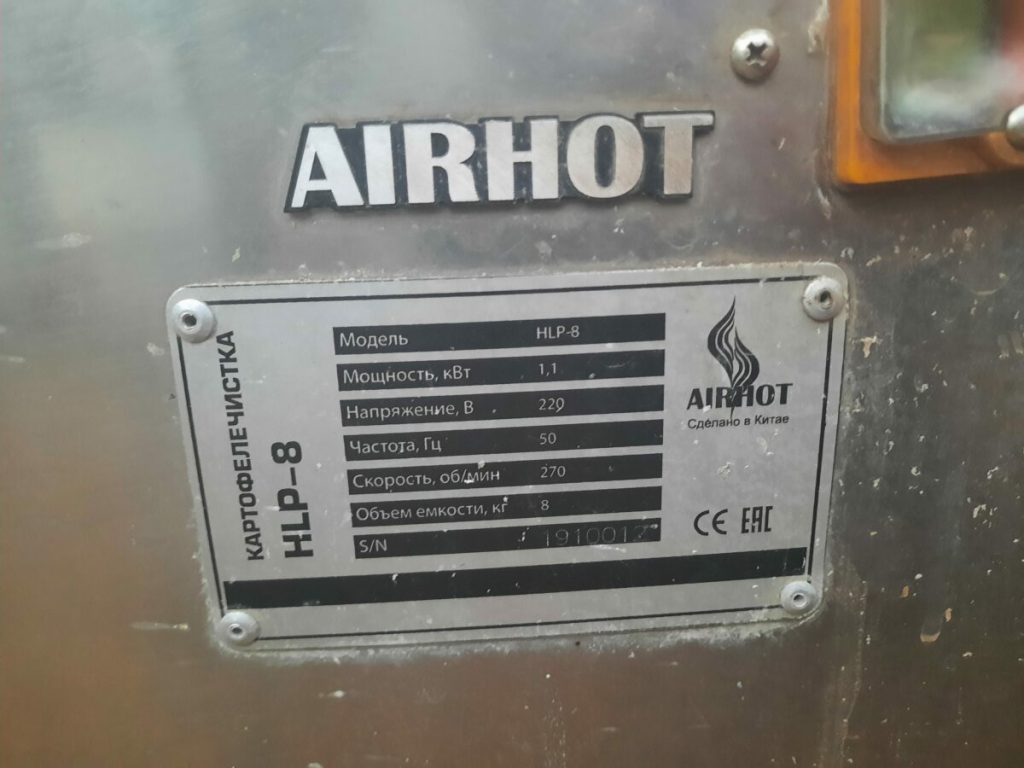 AIRHOT
КАРТОФЕЛЕЧИСТКА
HLP-8
Модель HLP-8
Мощность, кВт 1,1
Напряжение, В 220
Частота, Гц 50
Скорость, об/мин 270
Объем емкости, кг 8
S/N 1910017
AIRHOT
Сделано в Китае
CE EAC